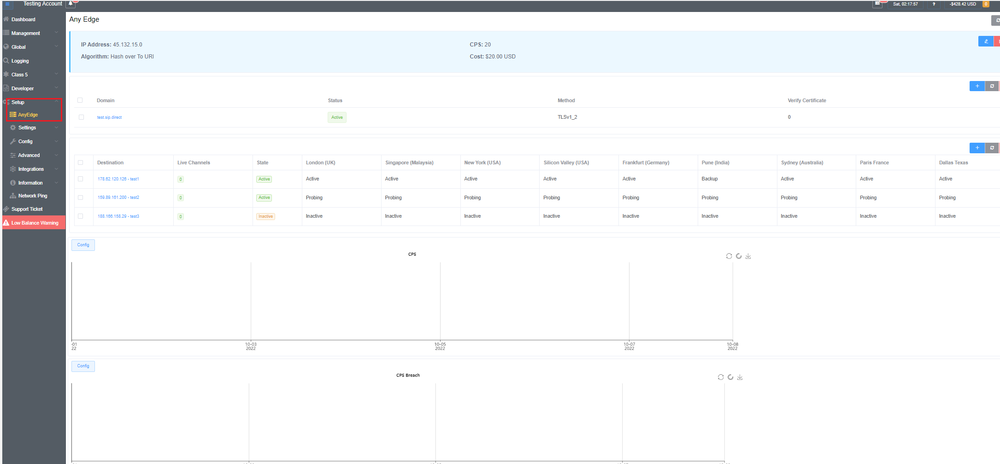 Testing Account
Sat, 02:17:57
?
-$428.42 USD
0
Dashboard
Management
Global
Logging
Class 5
Developer
Setup
AnyEdge
Settings
Config
Advanced
Integrations
Information
Network Ping
Support Ticket
Low Balance Warning
Any Edge
IP Address: 45.132.15.0
CPS: 20
Algorithm: Hash over To URI
Cost: $20.00 USD
Domain Status Method Verify Certificate
test.sip.direct Active TLSv1_2 0
Destination Live Channels State London (UK) Singapore (Malaysia) New York (USA) Silicon Valley (USA) Frankfurt (Germany) Pune (India) Sydney (Australia) Paris France Dallas Texas
178.62.120.126 - test1 0 Active Active Active Active Active Active Backup Active Active Active
159.89.161.200 - test2 0 Active Probing Probing Probing Probing Probing Probing Probing Probing Probing
188.166.158.29 - test3 0 Inactive Inactive Inactive Inactive Inactive Inactive Inactive Inactive Inactive Inactive
Config
CPS
-01 10-03 10-05 10-07 10-08
22 2022 2022 2022 2022
Config
CPS Breach